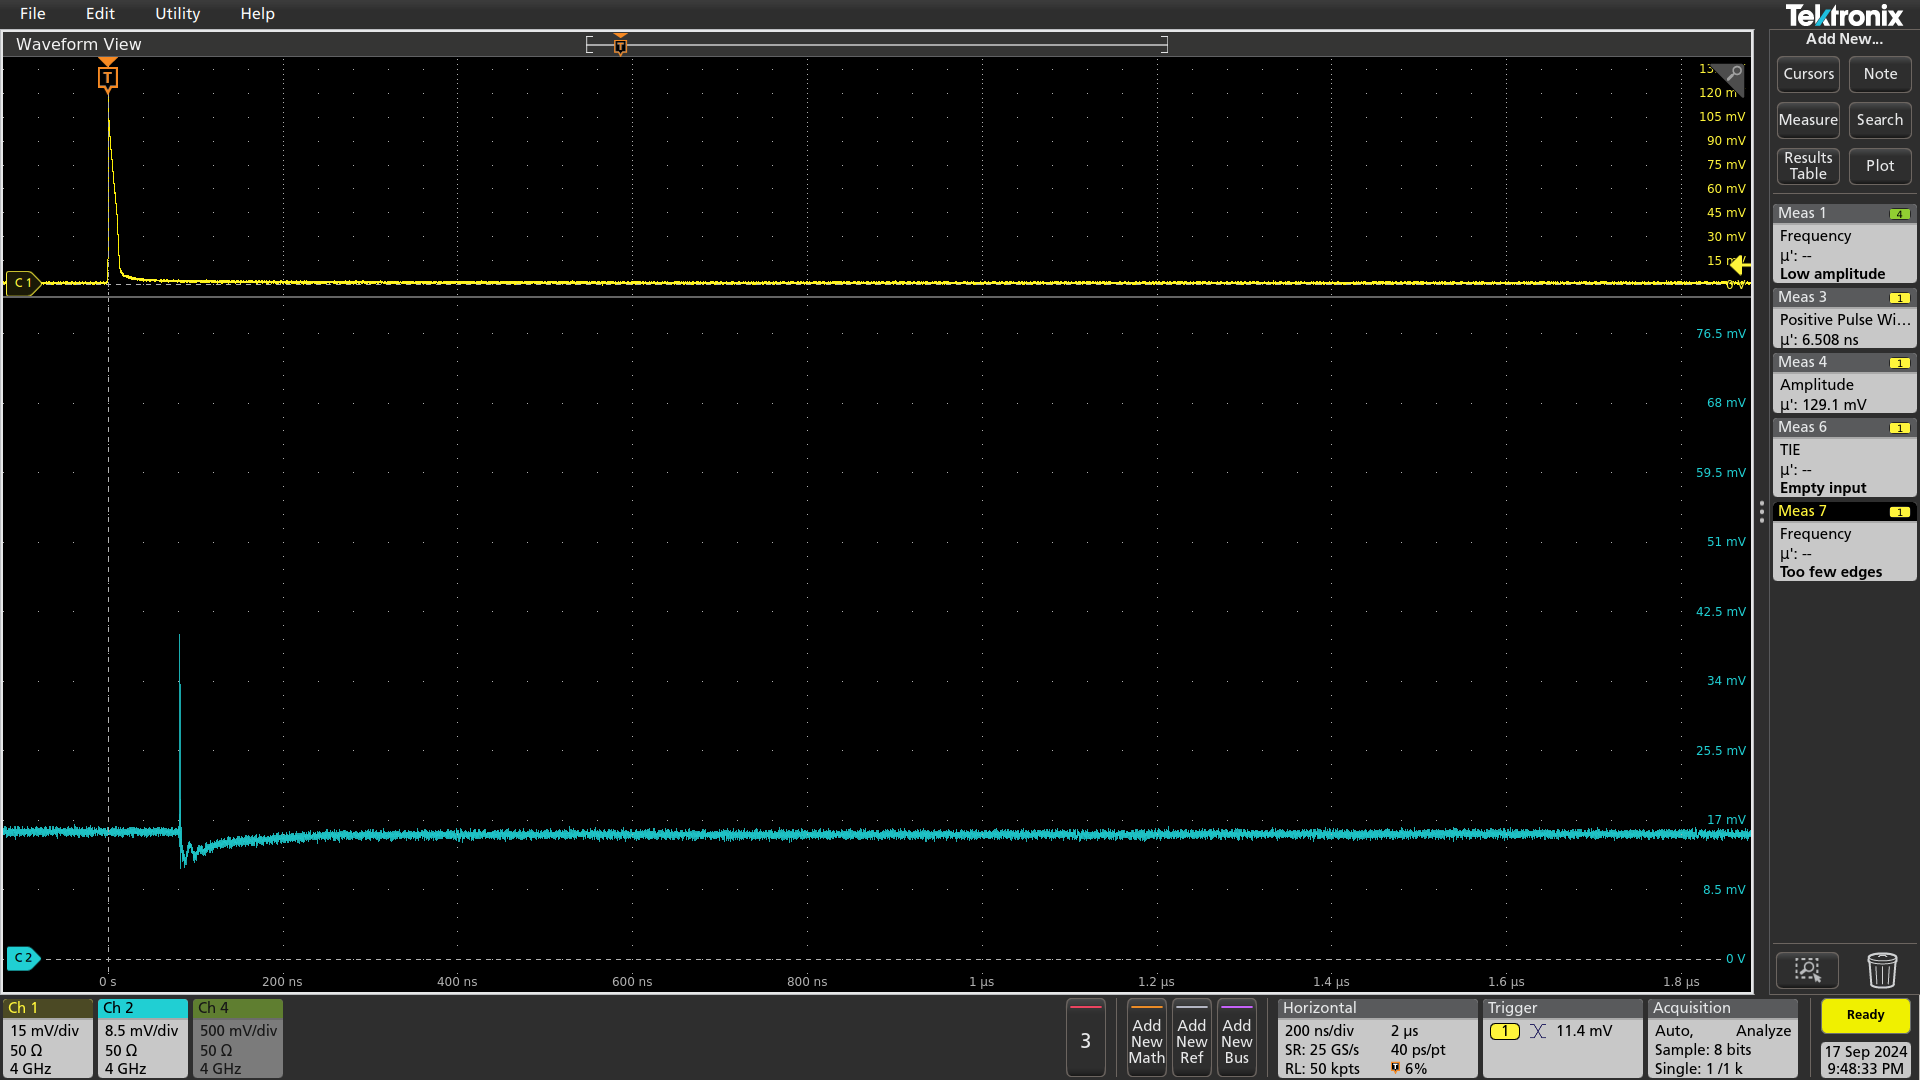 File Edit Utility Help
Tektronix
Waveform View
Add New...
T
T
Cursors Note
Measure Search
Results Table Plot
120 m
105 mV
90 mV
75 mV
60 mV
45 mV
30 mV
15 m
0 V
C 1
76.5 mV
68 mV
59.5 mV
51 mV
42.5 mV
34 mV
25.5 mV
17 mV
8.5 mV
0 V
C 2
0 s 200 ns 400 ns 600 ns 800 ns 1 µs 1.2 µs 1.4 µs 1.6 µs 1.8 µs
Meas 1 4
Frequency
µ': --
Low amplitude
Meas 3 1
Positive Pulse Wi...
µ': 6.508 ns
Meas 4 1
Amplitude
µ': 129.1 mV
Meas 6 1
TIE
µ': --
Empty input
Meas 7 1
Frequency
µ': --
Too few edges
Ch 1
15 mV/div
50 Ω
4 GHz
Ch 2
8.5 mV/div
50 Ω
4 GHz
Ch 4
500 mV/div
50 Ω
4 GHz
3
Add New Math
Add New Ref
Add New Bus
Horizontal
200 ns/div 2 µs
SR: 25 GS/s 40 ps/pt
RL: 50 kpts T 6%
Trigger
1 11.4 mV
Acquisition
Auto, Analyze
Sample: 8 bits
Single: 1 /1 k
Ready
17 Sep 2024
9:48:33 PM